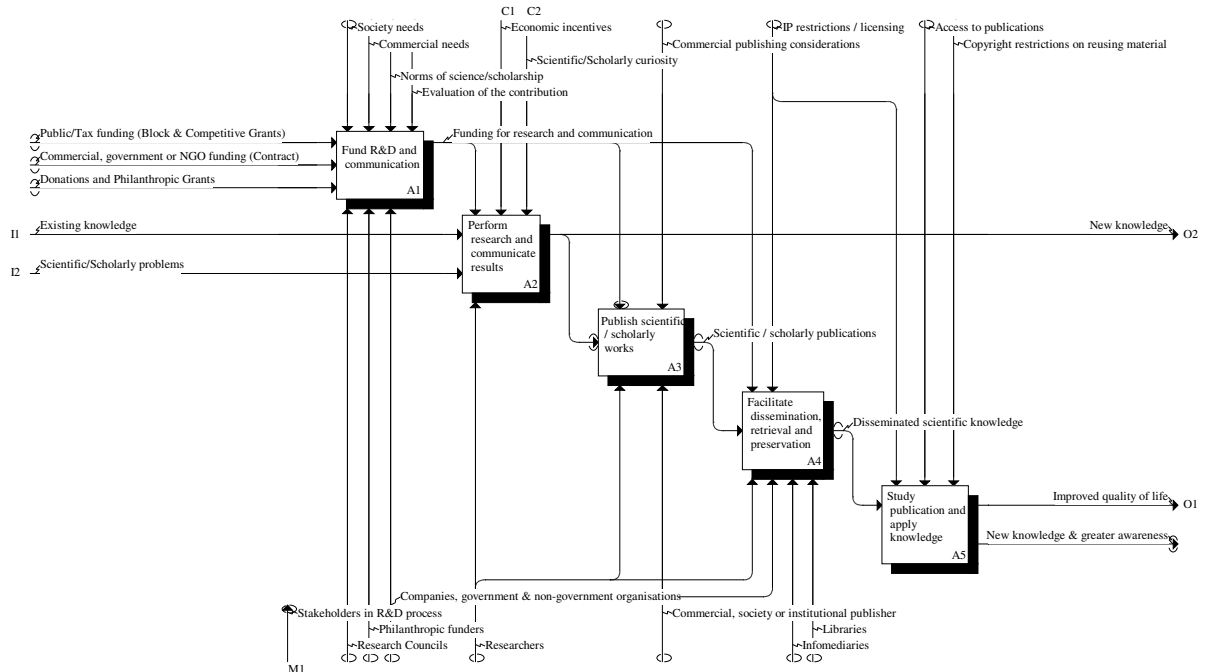 C1 C2
Society needs
Economic incentives
IP restrictions / licensing
Access to publications
Commercial needs
Commercial publishing considerations
Copyright restrictions on reusing material
Scientific/Scholarly curiosity
Norms of science/scholarship
Evaluation of the contribution
Public/Tax funding (Block & Competitive Grants)
Funding for research and communication
Fund R&D and
communication
A1
Commercial, government or NGO funding (Contract)
Donations and Philanthropic Grants
I1
Existing knowledge
Perform
research and
communicate
results
A2
New knowledge
O2
I2
Scientific/Scholarly problems
Publish scientific
/ scholarly
works
A3
Scientific / scholarly publications
Facilitate
dissemination,
retrieval and
preservation
A4
Disseminated scientific knowledge
Study
publication and
apply
knowledge
A5
Improved quality of life
O1
New knowledge & greater awareness
Companies, government & non-government organisations
Stakeholders in R&D process
Commercial, society or institutional publisher
Philanthropic funders
Libraries
Research Councils
Researchers
Infomediaries
M1